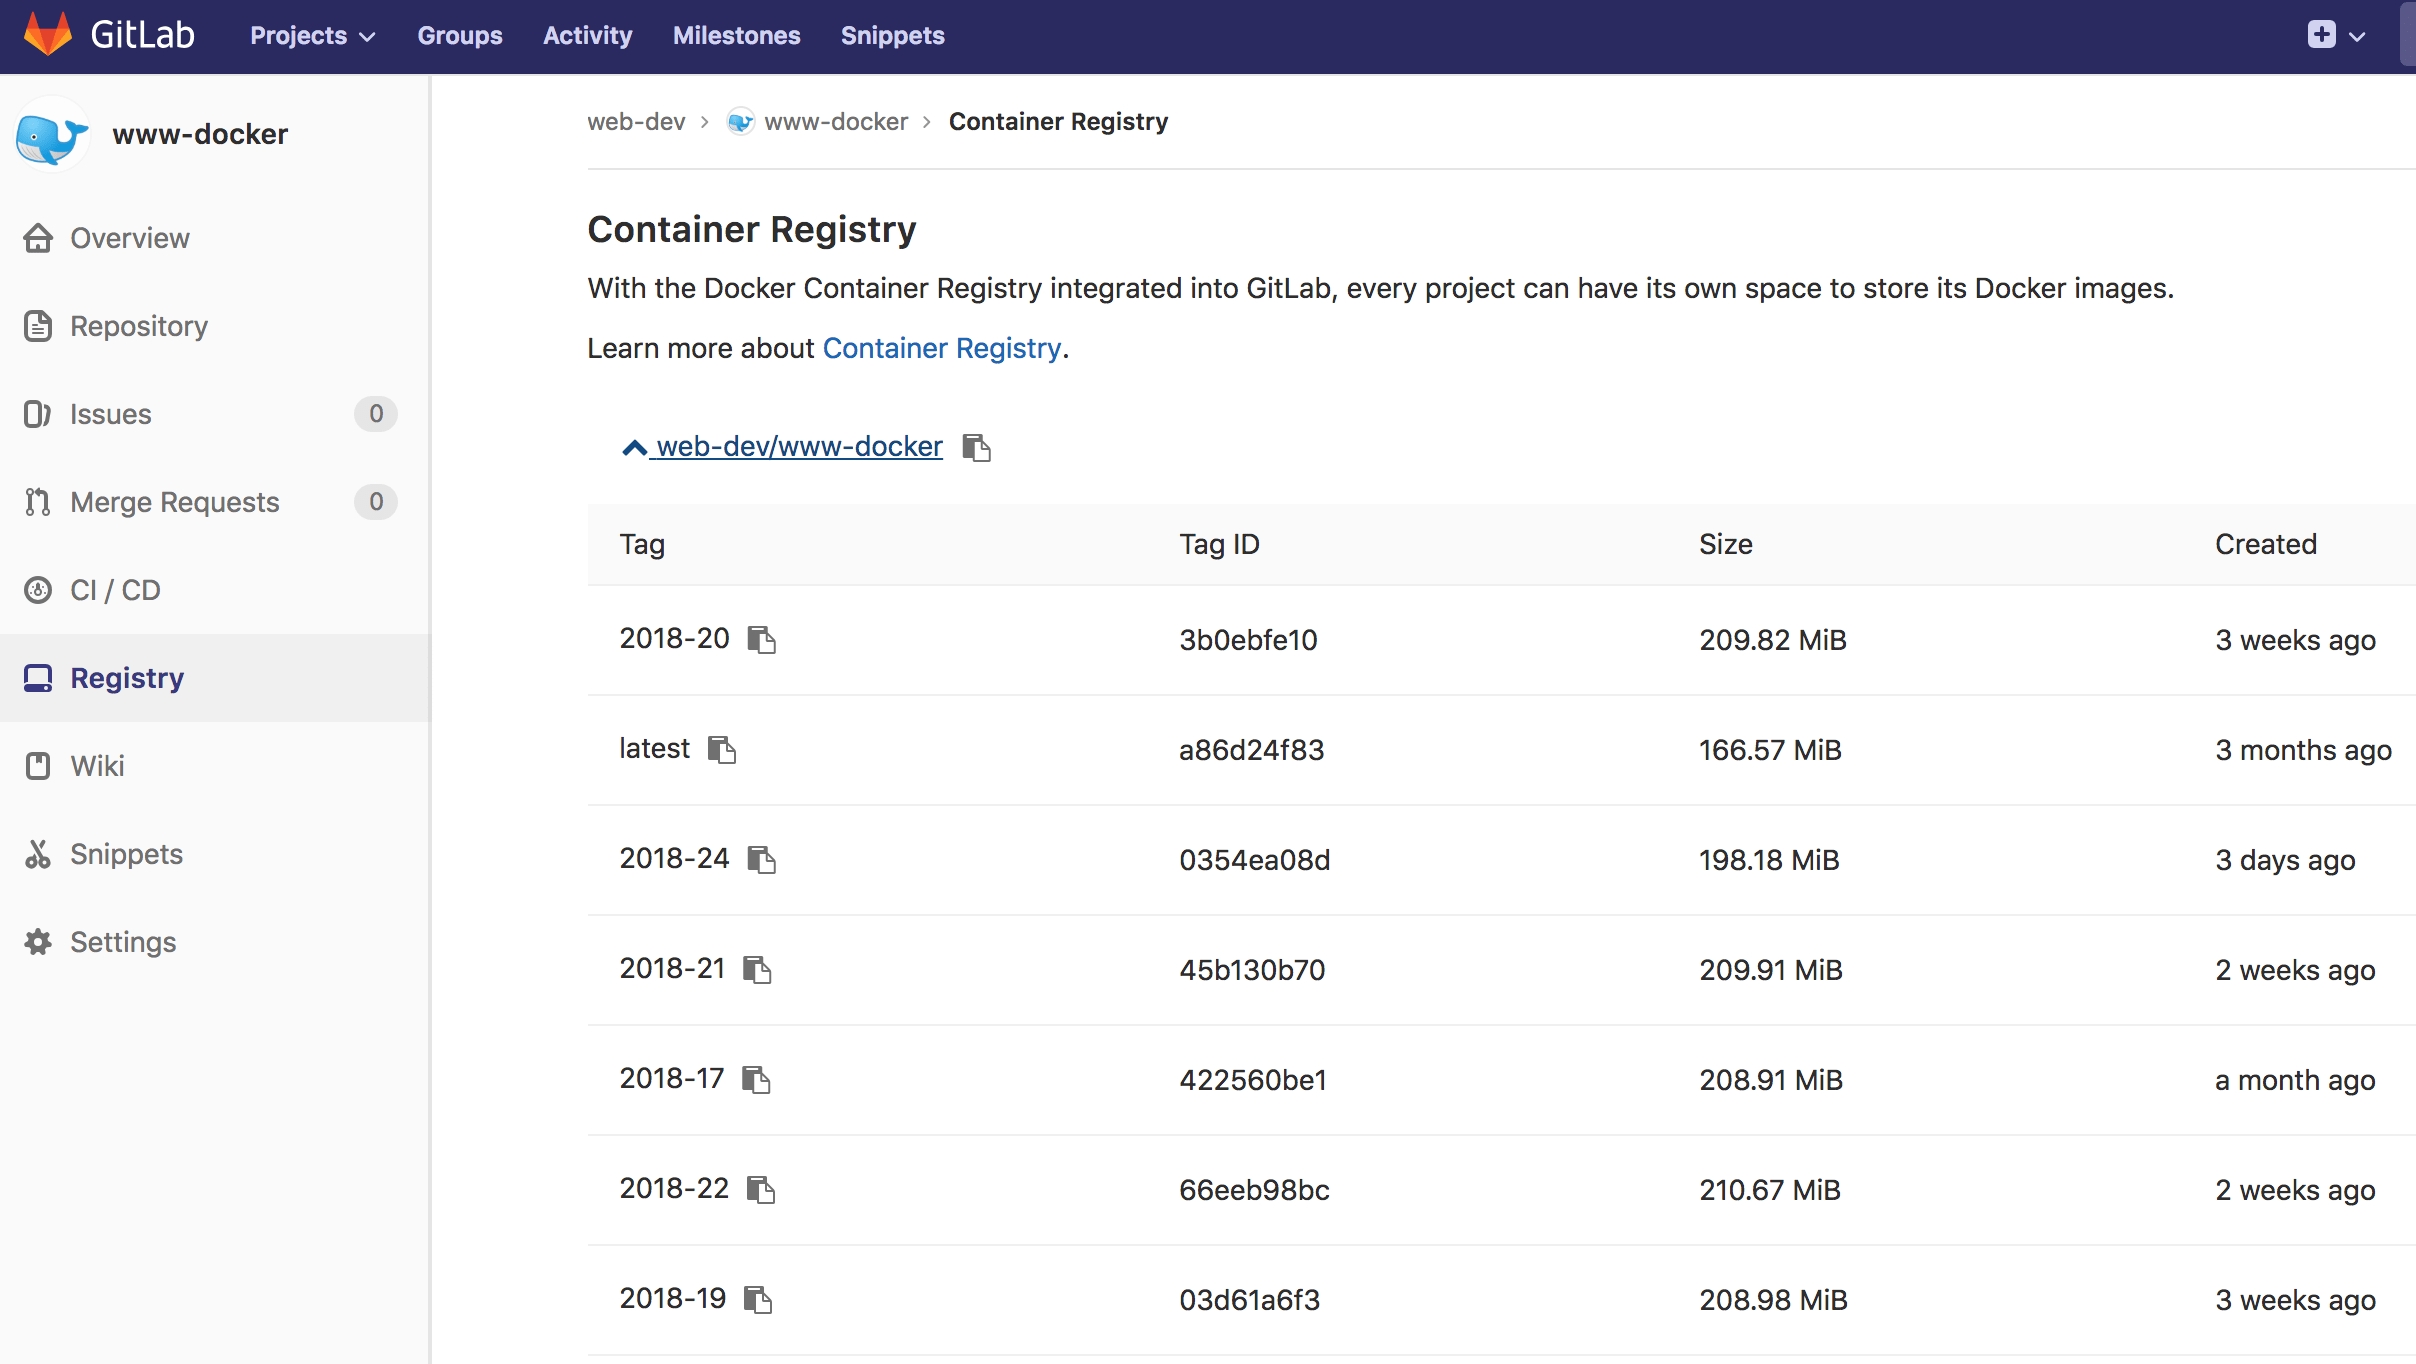 GitLab Projects Groups Activity Milestones Snippets
www-docker
Overview
Repository
Issues 0
Merge Requests 0
CI / CD
Registry
Wiki
Snippets
Settings
web-dev > www-docker > Container Registry
Container Registry
With the Docker Container Registry integrated into GitLab, every project can have its own space to store its Docker images.
Learn more about Container Registry.
web-dev/www-docker
Tag Tag ID Size Created
2018-20 3b0ebfe10 209.82 MiB 3 weeks ago
latest a86d24f83 166.57 MiB 3 months ago
2018-24 0354ea08d 198.18 MiB 3 days ago
2018-21 45b130b70 209.91 MiB 2 weeks ago
2018-17 422560be1 208.91 MiB a month ago
2018-22 66eeb98bc 210.67 MiB 2 weeks ago
2018-19 03d61a6f3 208.98 MiB 3 weeks ago